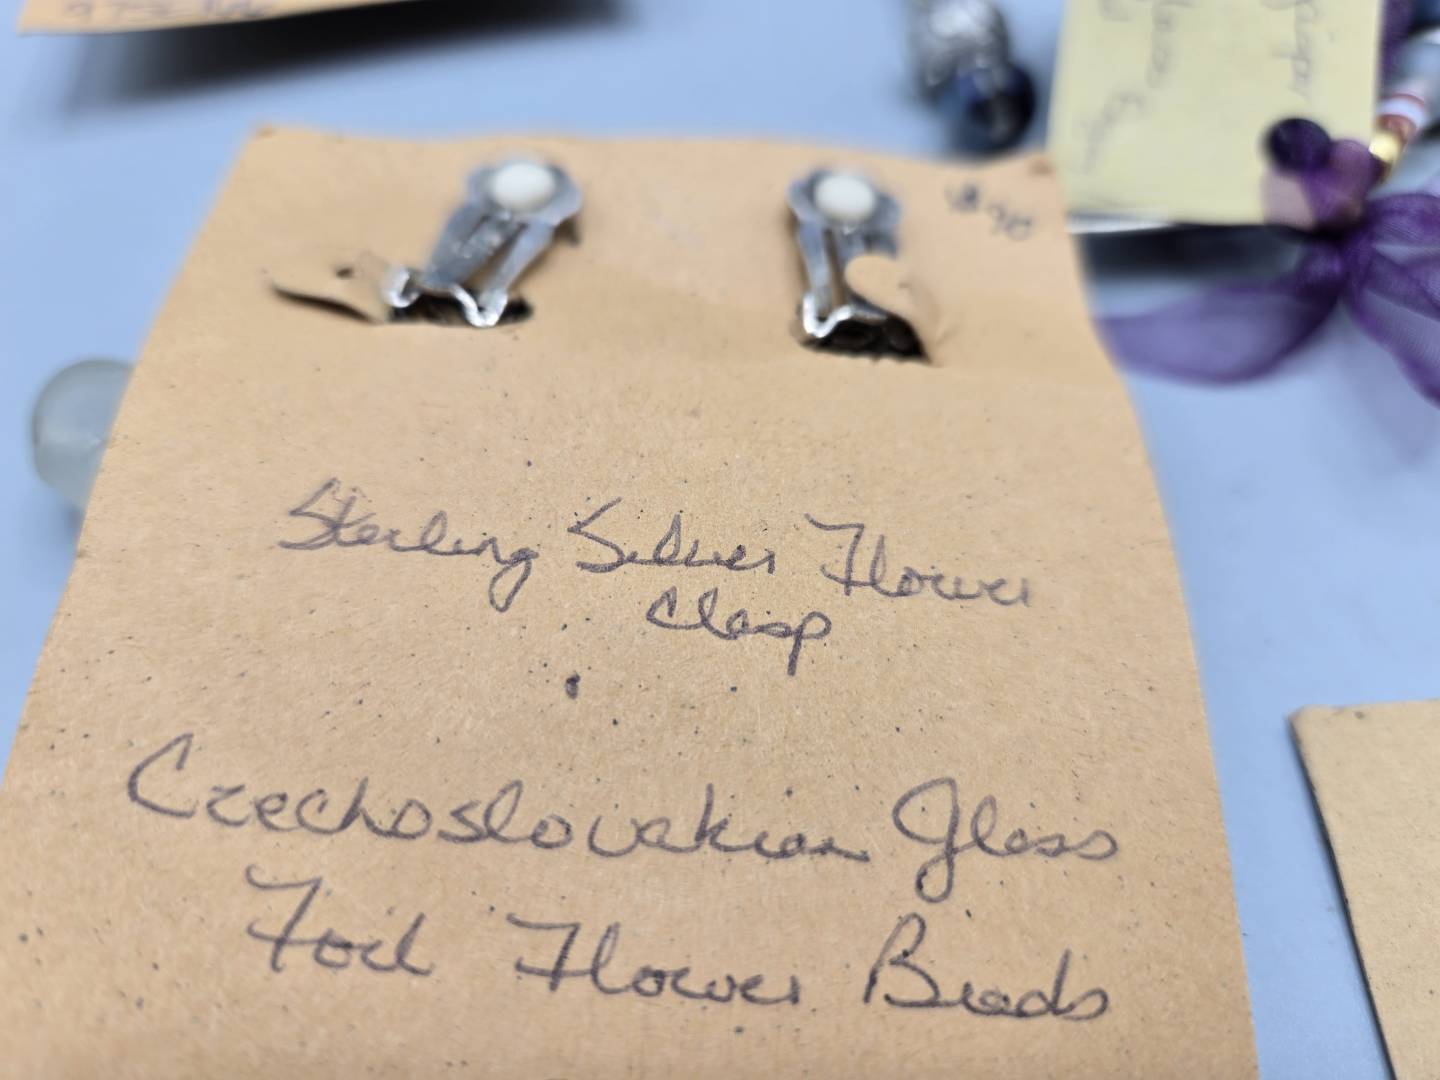 Sterling Silver Flower
Clasp
Czechoslovakian Glass
Foil Flower Beads